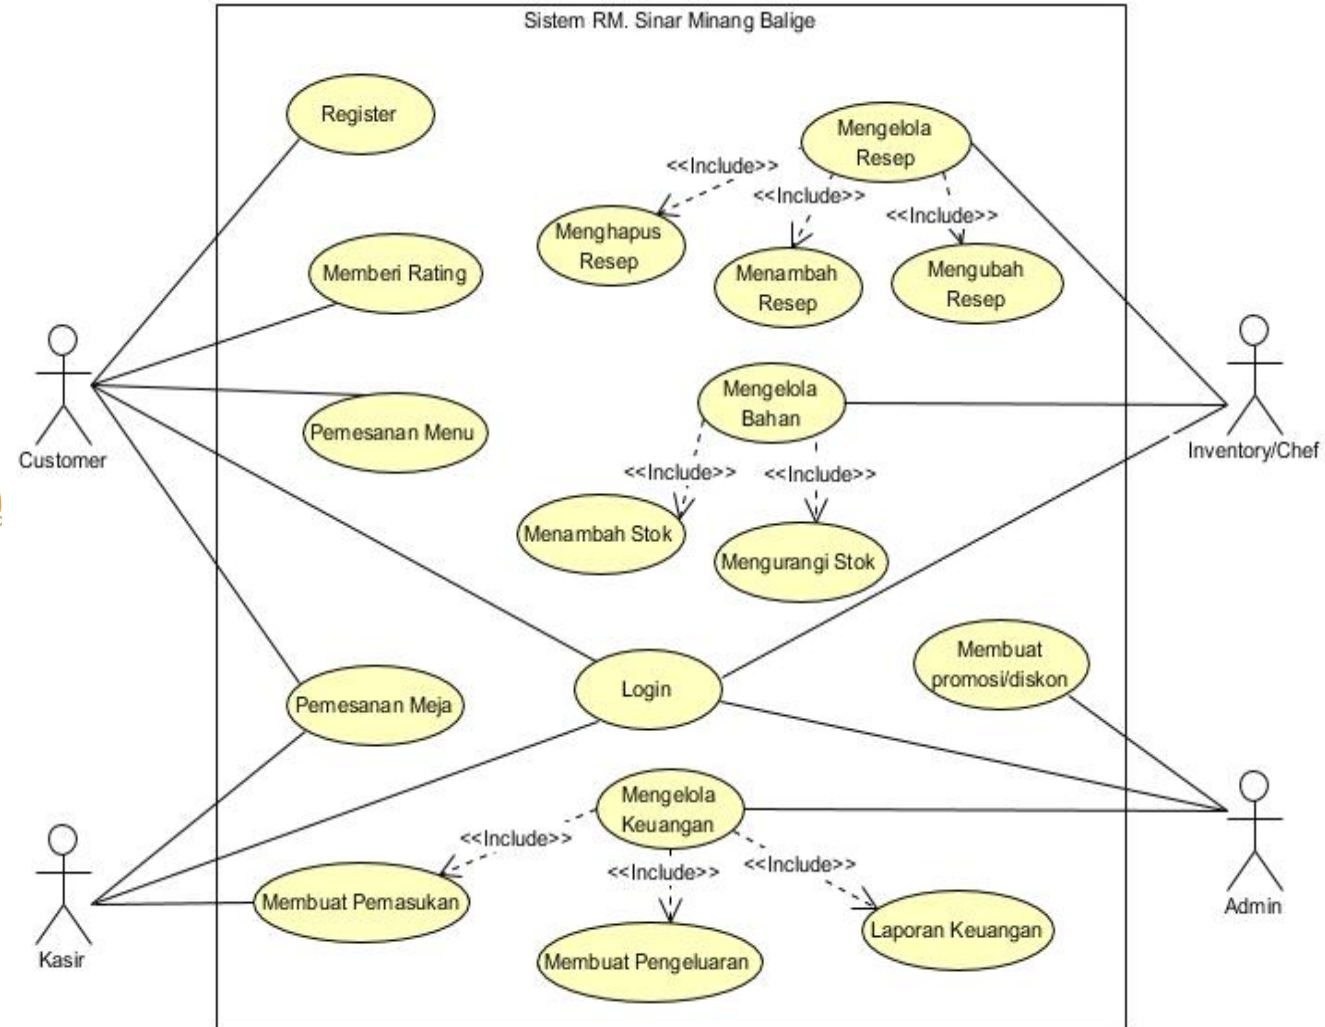 Sistem RM. Sinar Minang Balige
Register
Mengelola
Resep
<<Include>>
<<Include>>
<<Include>>
Menghapus
Resep
Menambah
Resep
Mengubah
Resep
Memberi Rating
Customer
Pemesanan Menu
Mengelola
Bahan
Inventory/Chef
<<Include>>
<<Include>>
Menambah Stok
Mengurangi Stok
Membuat
promosi/diskon
Login
Pemesanan Meja
Mengelola
Keuangan
<<Include>>
<<Include>>
<<Include>>
Membuat Pemasukan
Laporan Keuangan
Membuat Pengeluaran
Admin
Kasir